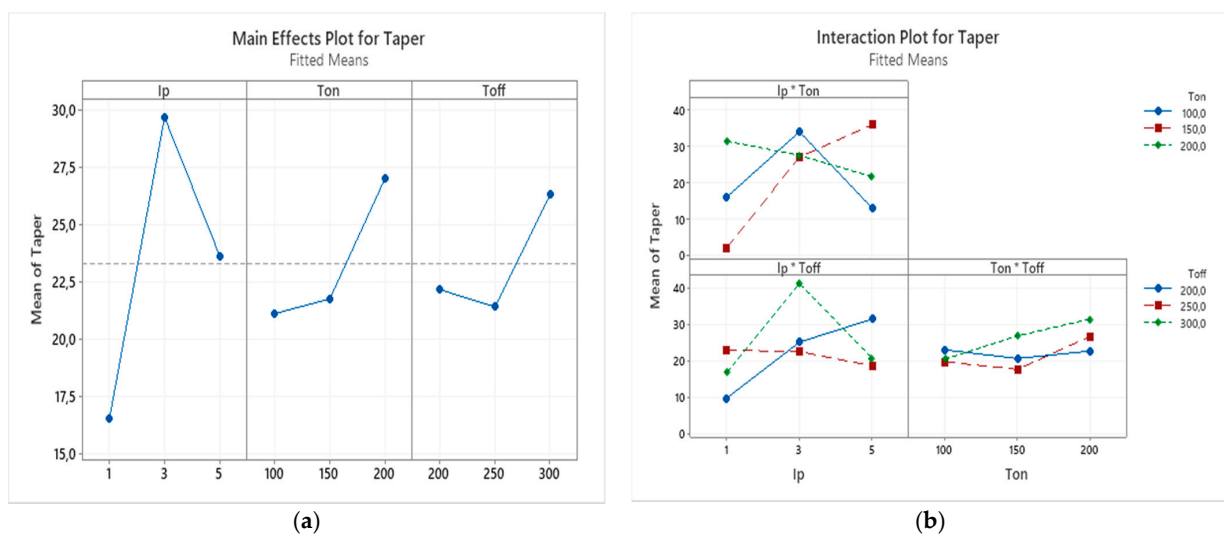 Main Effects Plot for Taper
Fitted Means
Ip Ton Toff
Mean of Taper
30,0
27,5
25,0
22,5
20,0
17,5
15,0
1 3 5 100 150 200 200 250 300
(a)
Interaction Plot for Taper
Fitted Means
Ip * Ton
Mean of Taper
40
30
20
10
0
Ton
100,0
150,0
200,0
Ip * Toff Ton * Toff
Mean of Taper
40
30
20
10
0
Toff
200,0
250,0
300,0
1 3 5 100 150 200
Ip Ton
(b)